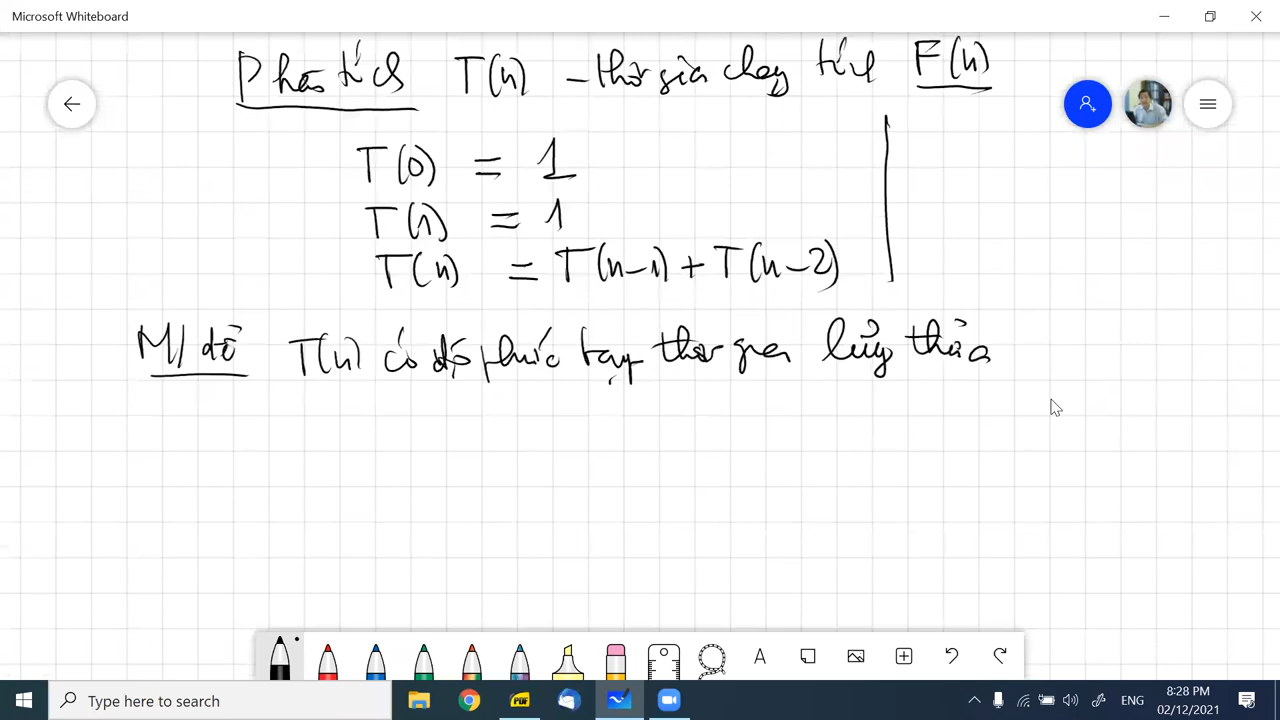 Microsoft Whiteboard
Phân tích T(n) – thời gian chạy tính F(n)
T(0) = 1
T(1) = 1
T(n) = T(n-1) + T(n-2)
M/đề T(n) có độ phức tạp thời gian lũy thừa
A
Type here to search
PDF
ENG
8:28 PM
02/12/2021